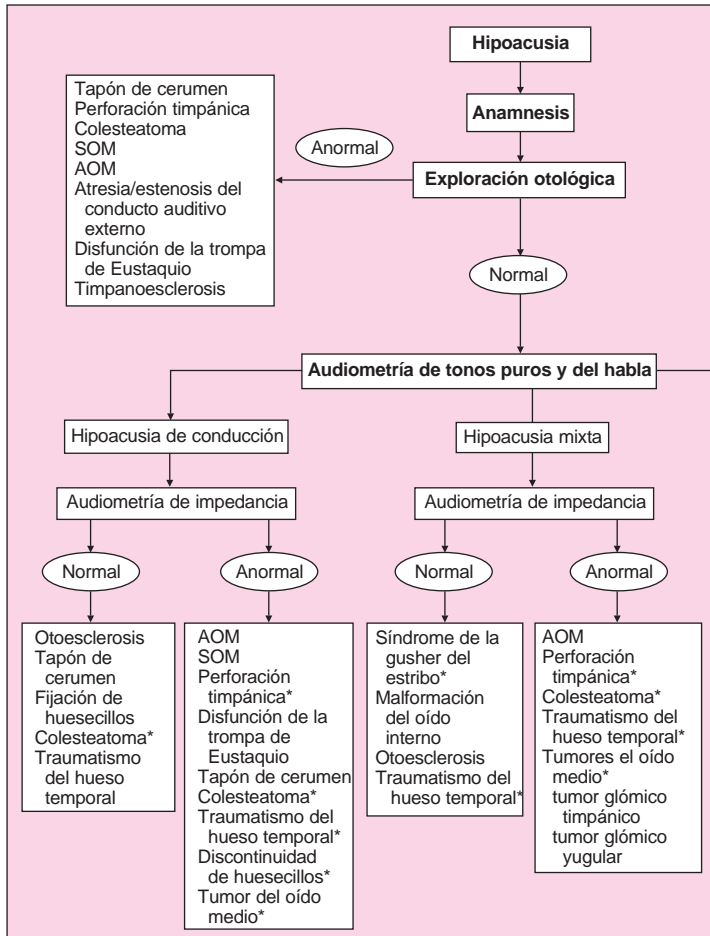 Hipoacusia
Anamnesis
Exploración otológica
Anormal
Tapón de cerumen
Perforación timpánica
Colesteatoma
SOM
AOM
Atresia/estenosis del
conducto auditivo
externo
Disfunción de la trompa
de Eustaquio
Timpanoesclerosis
Normal
Audiometría de tonos puros y del habla
Hipoacusia de conducción
Audiometría de impedancia
Normal
Otoesclerosis
Tapón de
cerumen
Fijación de
huesecillos
Colesteatoma*
Traumatismo
del hueso
temporal
Anormal
AOM
SOM
Perforación
timpánica*
Disfunción de la
trompa de
Eustaquio
Tapón de cerumen
Colesteatoma*
Traumatismo del
hueso temporal*
Discontinuidad
de huesecillos*
Tumor del oído
medio*
Hipoacusia mixta
Audiometría de impedancia
Normal
Síndrome de la
gusher del
estribo*
Malformación
del oído
interno
Otoesclerosis
Traumatismo del
hueso temporal*
Anormal
AOM
Perforación
timpánica*
Colesteatoma*
Traumatismo del
hueso temporal*
Tumores el oído
medio*
tumor glómico
timpánico
tumor glómico
yugular